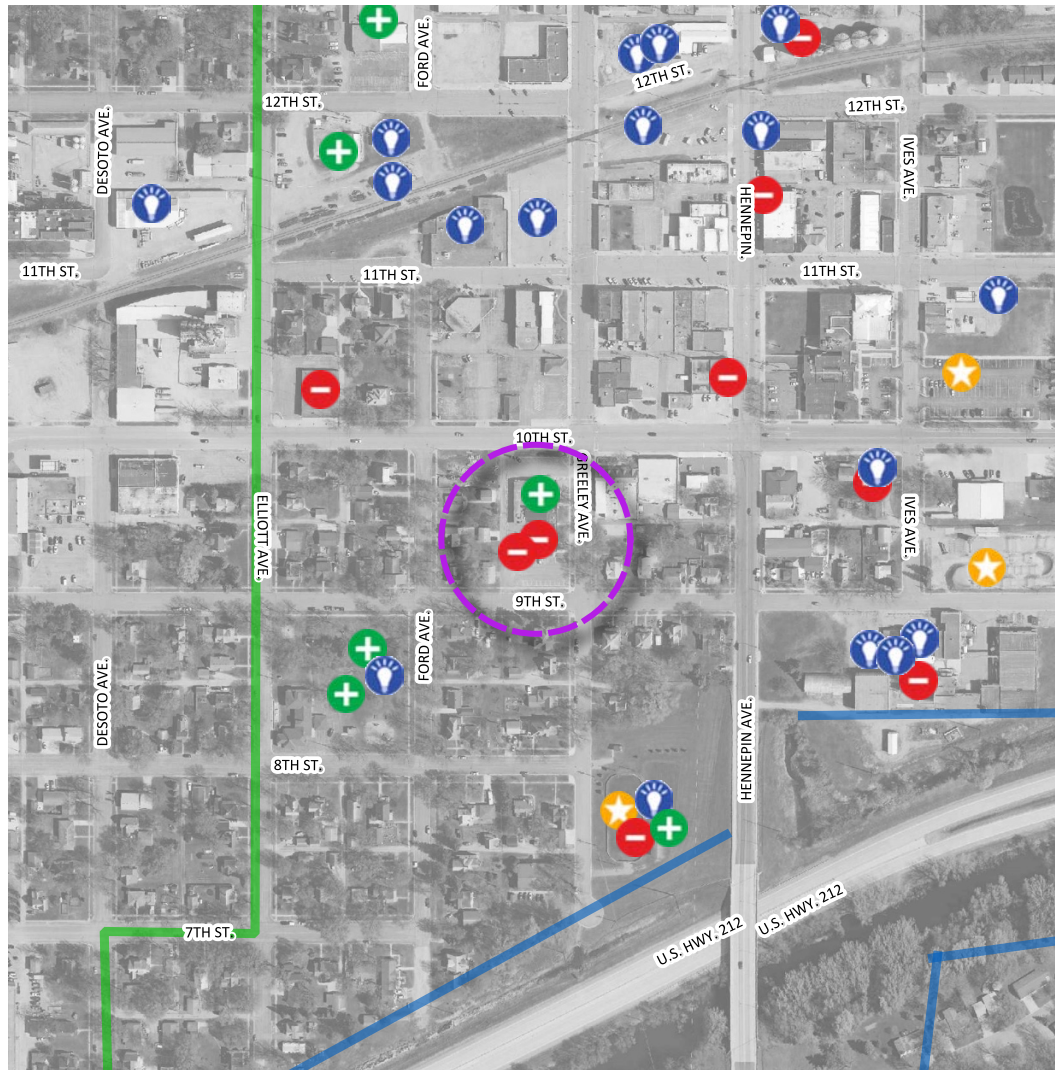 FORD AVE.
12TH ST.
12TH ST.
12TH ST.
DESOTO AVE.
IVES AVE.
HENNEPIN.
11TH ST.
11TH ST.
11TH ST.
10TH ST.
GREELEY AVE.
ELLIOTT AVE.
IVES AVE.
9TH ST.
FORD AVE.
DESOTO AVE.
HENNEPIN AVE.
8TH ST.
7TH ST.
U.S. HWY. 212
U.S. HWY. 212